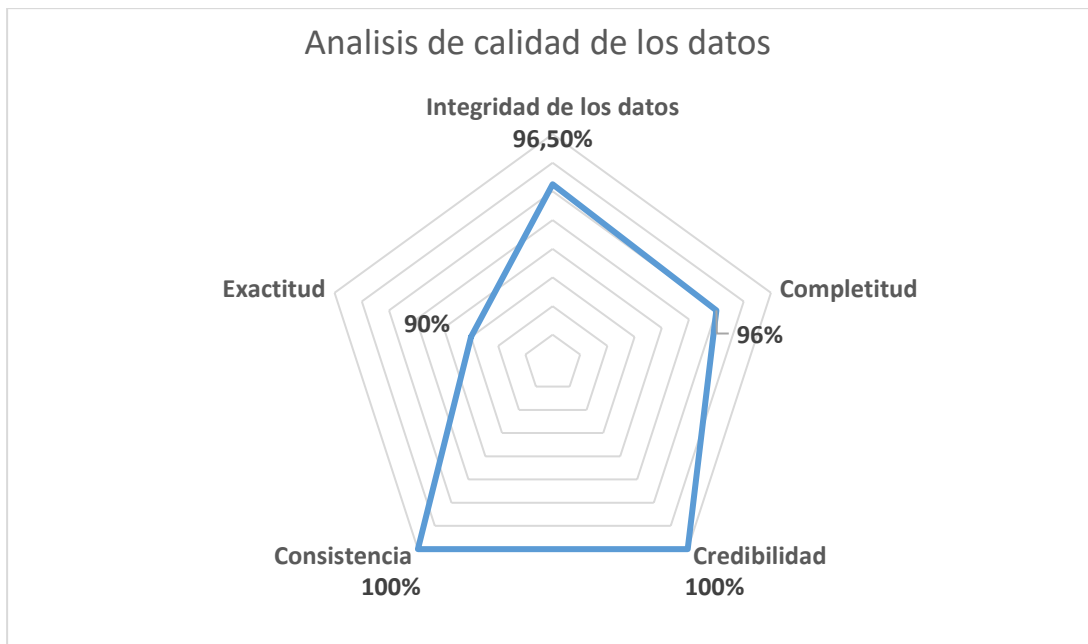 Analisis de calidad de los datos
Integridad de los datos
96,50%
Completitud
96%
Credibilidad
100%
Consistencia
100%
Exactitud
90%